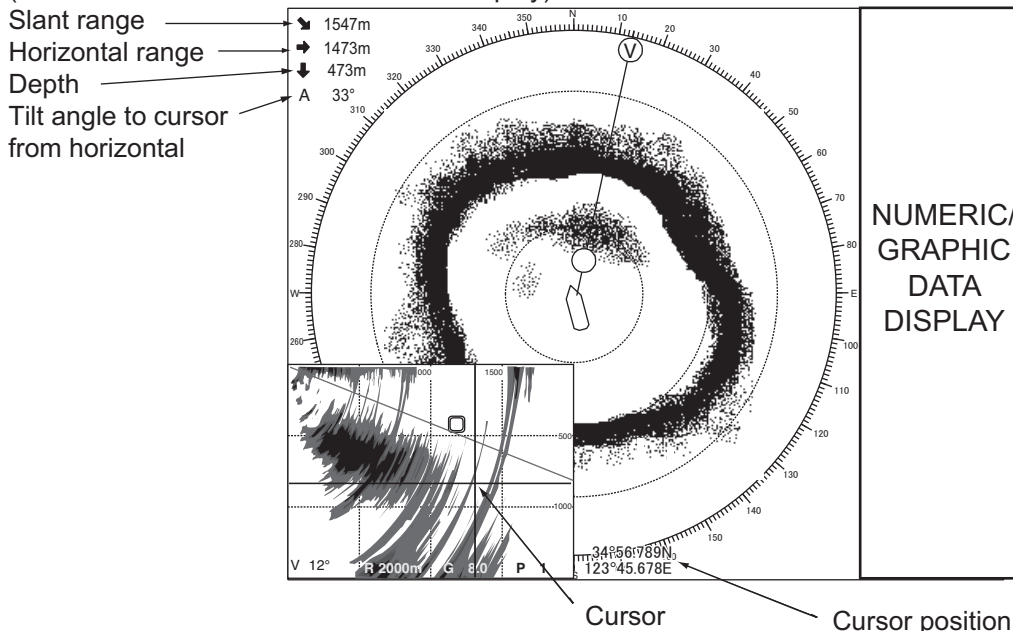 Slant range
Horizontal range
Depth
Tilt angle to cursor
from horizontal
1547m
1473m
473m
A 33°
N
10
20
30
40
50
60
70
80
E
100
110
120
130
140
150
S
260
W
280
290
300
310
320
330
340
350
V
NUMERIC/
GRAPHIC
DATA
DISPLAY
1500
500
1000
V 12° R 2000m G 8.0 P 1
34°56.789N
123°45.678E
Cursor
Cursor position